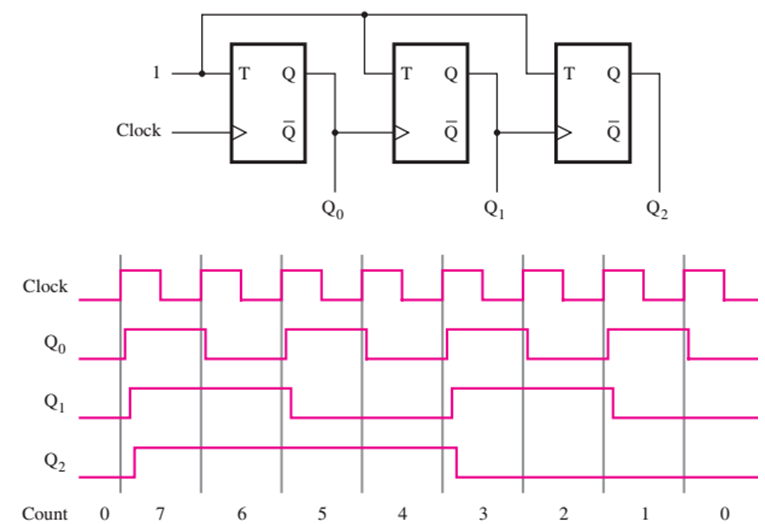 1 T Q T Q T Q
Clock Q̅ Q̅ Q̅
Q₀ Q₁ Q₂
Clock
Q₀
Q₁
Q₂
Count 0 7 6 5 4 3 2 1 0